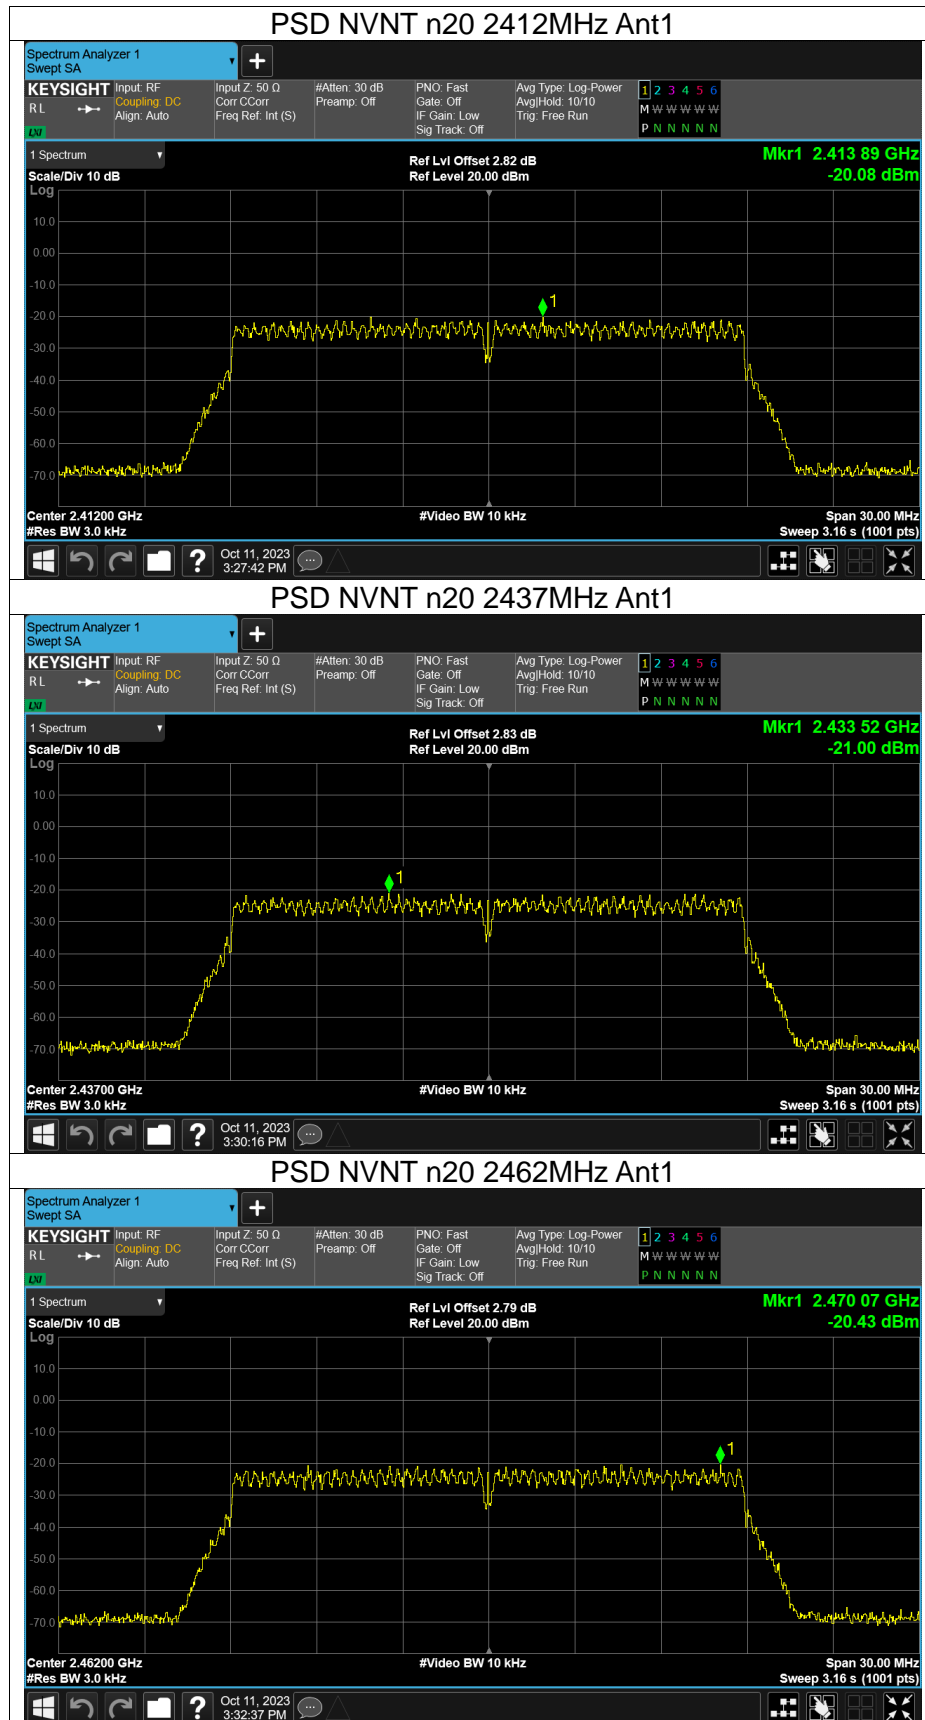 PSD NVNT n20 2412MHz Ant1
Spectrum Analyzer 1
Swept SA
+
KEYSIGHT
RL
LXI
Input: RF
Coupling: DC
Align: Auto
Input Z: 50 Ω
Corr CCorr
Freq Ref: Int (S)
#Atten: 30 dB
Preamp: Off
PNO: Fast
Gate: Off
IF Gain: Low
Sig Track: Off
Avg Type: Log-Power
Avg|Hold: 10/10
Trig: Free Run
1 2 3 4 5 6
M W W W W W
P N N N N N
1 Spectrum
Scale/Div 10 dB
Log
Ref Lvl Offset 2.82 dB
Ref Level 20.00 dBm
Mkr1 2.413 89 GHz
-20.08 dBm
10.0
0.00
-10.0
-20.0
-30.0
-40.0
-50.0
-60.0
-70.0
1
Center 2.41200 GHz
#Res BW 3.0 kHz
#Video BW 10 kHz
Span 30.00 MHz
Sweep 3.16 s (1001 pts)
?
Oct 11, 2023
3:27:42 PM
PSD NVNT n20 2437MHz Ant1
Spectrum Analyzer 1
Swept SA
+
KEYSIGHT
RL
LXI
Input: RF
Coupling: DC
Align: Auto
Input Z: 50 Ω
Corr CCorr
Freq Ref: Int (S)
#Atten: 30 dB
Preamp: Off
PNO: Fast
Gate: Off
IF Gain: Low
Sig Track: Off
Avg Type: Log-Power
Avg|Hold: 10/10
Trig: Free Run
1 2 3 4 5 6
M W W W W W
P N N N N N
1 Spectrum
Scale/Div 10 dB
Log
Ref Lvl Offset 2.83 dB
Ref Level 20.00 dBm
Mkr1 2.433 52 GHz
-21.00 dBm
10.0
0.00
-10.0
-20.0
-30.0
-40.0
-50.0
-60.0
-70.0
1
Center 2.43700 GHz
#Res BW 3.0 kHz
#Video BW 10 kHz
Span 30.00 MHz
Sweep 3.16 s (1001 pts)
?
Oct 11, 2023
3:30:16 PM
PSD NVNT n20 2462MHz Ant1
Spectrum Analyzer 1
Swept SA
+
KEYSIGHT
RL
LXI
Input: RF
Coupling: DC
Align: Auto
Input Z: 50 Ω
Corr CCorr
Freq Ref: Int (S)
#Atten: 30 dB
Preamp: Off
PNO: Fast
Gate: Off
IF Gain: Low
Sig Track: Off
Avg Type: Log-Power
Avg|Hold: 10/10
Trig: Free Run
1 2 3 4 5 6
M W W W W W
P N N N N N
1 Spectrum
Scale/Div 10 dB
Log
Ref Lvl Offset 2.79 dB
Ref Level 20.00 dBm
Mkr1 2.470 07 GHz
-20.43 dBm
10.0
0.00
-10.0
-20.0
-30.0
-40.0
-50.0
-60.0
-70.0
1
Center 2.46200 GHz
#Res BW 3.0 kHz
#Video BW 10 kHz
Span 30.00 MHz
Sweep 3.16 s (1001 pts)
?
Oct 11, 2023
3:32:37 PM